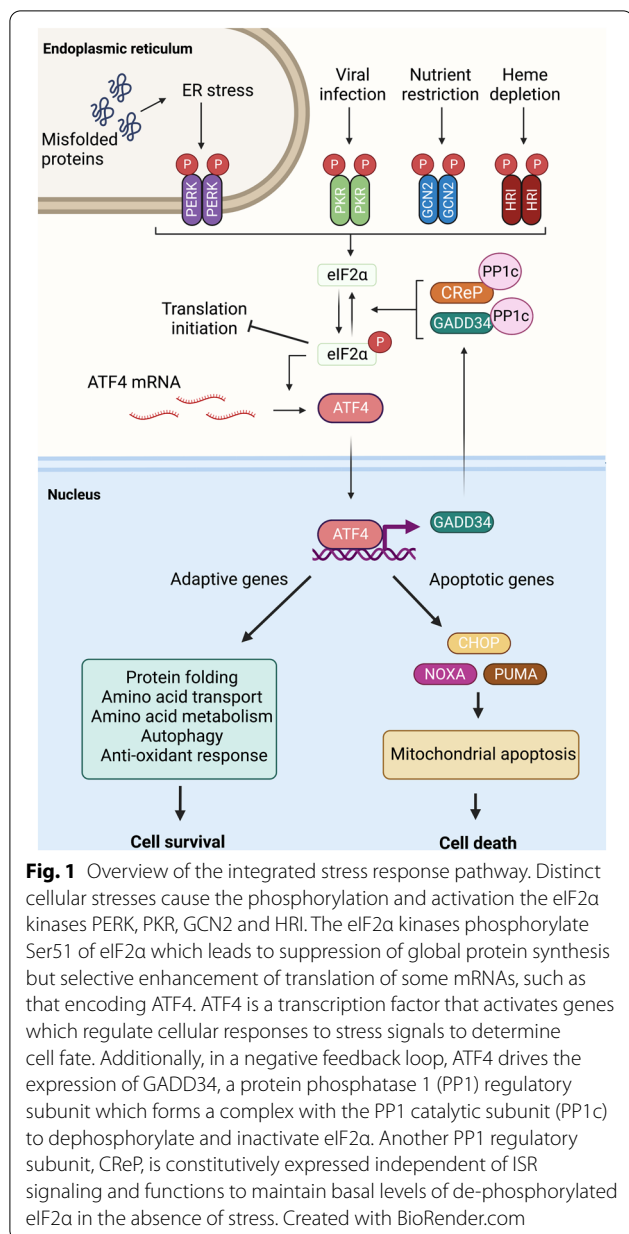 Endoplasmic reticulum
ER stress
Misfolded
proteins
Viral
infection
Nutrient
restriction
Heme
depletion
P P P P P P P P
PERK PERK PKR PKR GCN2 GCN2 HRI HRI
eIF2α
PP1c
CReP
PP1c
GADD34
Translation
initiation
P
eIF2α
ATF4 mRNA
ATF4
Nucleus
ATF4
GADD34
Adaptive genes
Apoptotic genes
CHOP
NOXA PUMA
Protein folding
Amino acid transport
Amino acid metabolism
Autophagy
Anti-oxidant response
Mitochondrial apoptosis
Cell survival
Cell death
Fig. 1 Overview of the integrated stress response pathway. Distinct
cellular stresses cause the phosphorylation and activation the eIF2α
kinases PERK, PKR, GCN2 and HRI. The eIF2α kinases phosphorylate
Ser51 of eIF2α which leads to suppression of global protein synthesis
but selective enhancement of translation of some mRNAs, such as
that encoding ATF4. ATF4 is a transcription factor that activates genes
which regulate cellular responses to stress signals to determine
cell fate. Additionally, in a negative feedback loop, ATF4 drives the
expression of GADD34, a protein phosphatase 1 (PP1) regulatory
subunit which forms a complex with the PP1 catalytic subunit (PP1c)
to dephosphorylate and inactivate eIF2α. Another PP1 regulatory
subunit, CReP, is constitutively expressed independent of ISR
signaling and functions to maintain basal levels of de-phosphorylated
eIF2α in the absence of stress. Created with BioRender.com